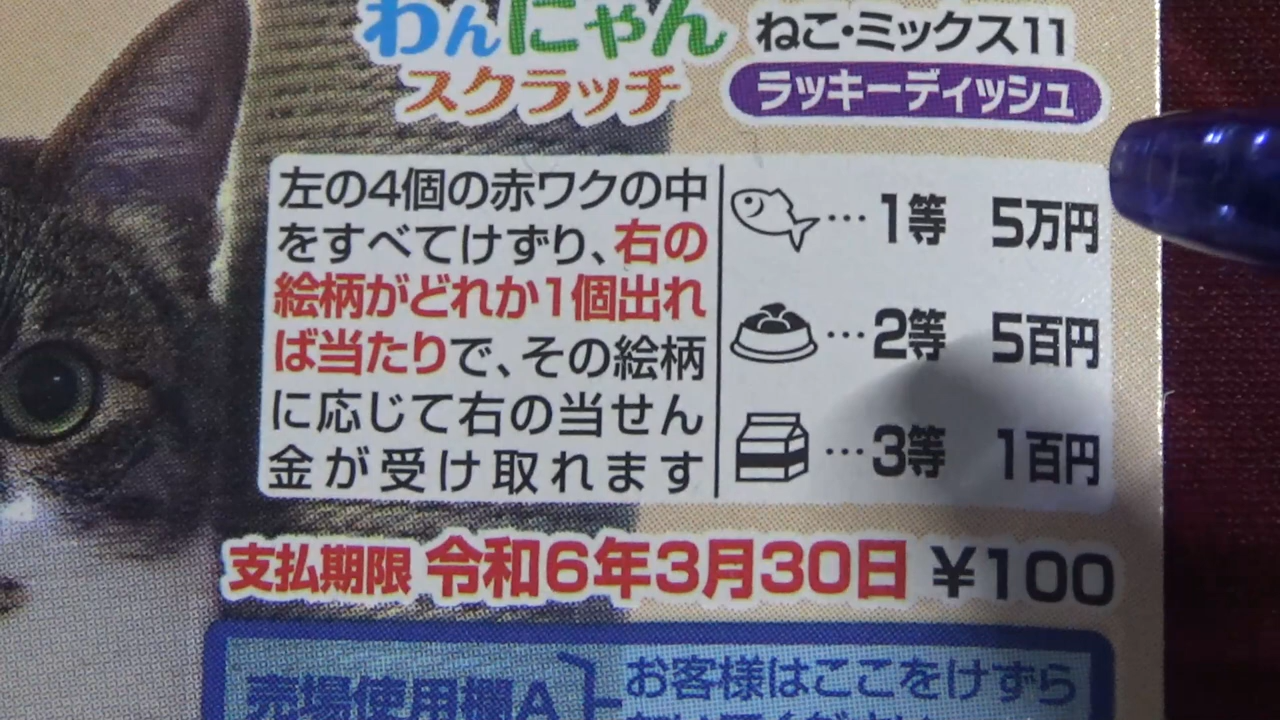 わんにゃん
スクラッチ
ねこ・ミックス11
ラッキーディッシュ
左の4個の赤ワクの中
をすべてけずり、右の
絵柄がどれか1個出れ
ば当たりで、その絵柄
に応じて右の当せん
金が受け取れます
…1等 5万円
…2等 5百円
…3等 1百円
支払期限 令和6年3月30日 ¥100
売場使用欄A
お客様はここをけずら